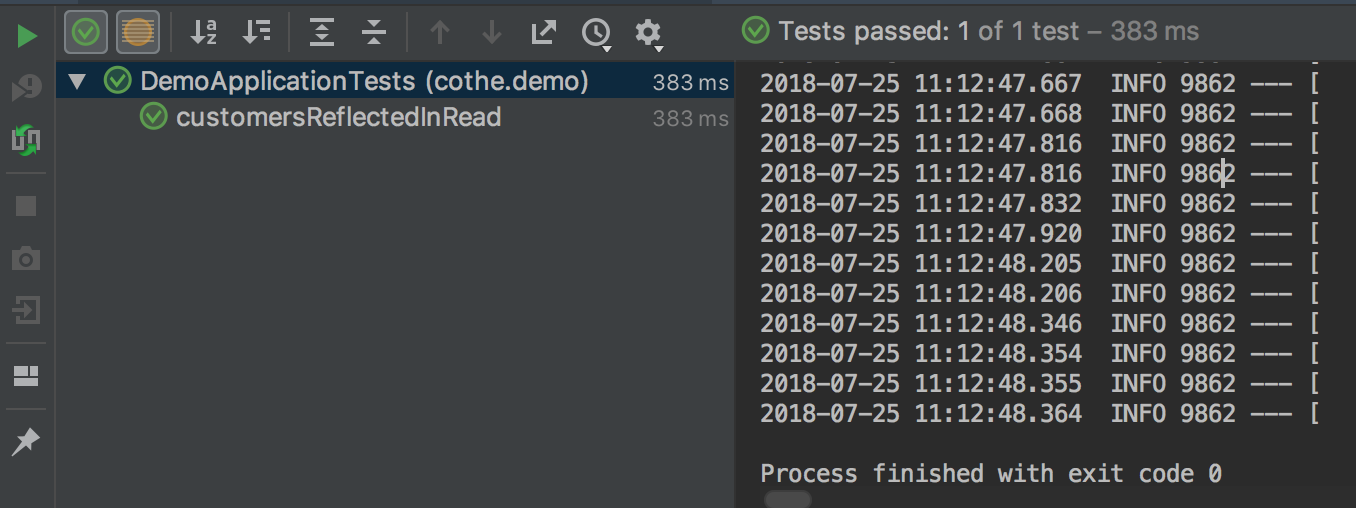 Tests passed: 1 of 1 test – 383 ms
DemoApplicationTests (cothe.demo) 383 ms
customersReflectedInRead 383 ms
2018-07-25 11:12:47.667  INFO 9862 --- [
2018-07-25 11:12:47.668  INFO 9862 --- [
2018-07-25 11:12:47.816  INFO 9862 --- [
2018-07-25 11:12:47.816  INFO 9862 --- [
2018-07-25 11:12:47.832  INFO 9862 --- [
2018-07-25 11:12:47.920  INFO 9862 --- [
2018-07-25 11:12:48.205  INFO 9862 --- [
2018-07-25 11:12:48.206  INFO 9862 --- [
2018-07-25 11:12:48.346  INFO 9862 --- [
2018-07-25 11:12:48.354  INFO 9862 --- [
2018-07-25 11:12:48.355  INFO 9862 --- [
2018-07-25 11:12:48.364  INFO 9862 --- [
Process finished with exit code 0